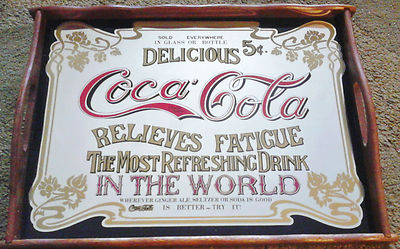 SOLD EVERYWHERE
IN GLASS OR BOTTLE
DELICIOUS 5¢.
Coca-Cola
RELIEVES FATIGUE
THE MOST REFRESHING DRINK
IN THE WORLD
WHEREVER GINGER ALE, SELTZER OR SODA IS GOOD
Coca-Cola IS BETTER - TRY IT!